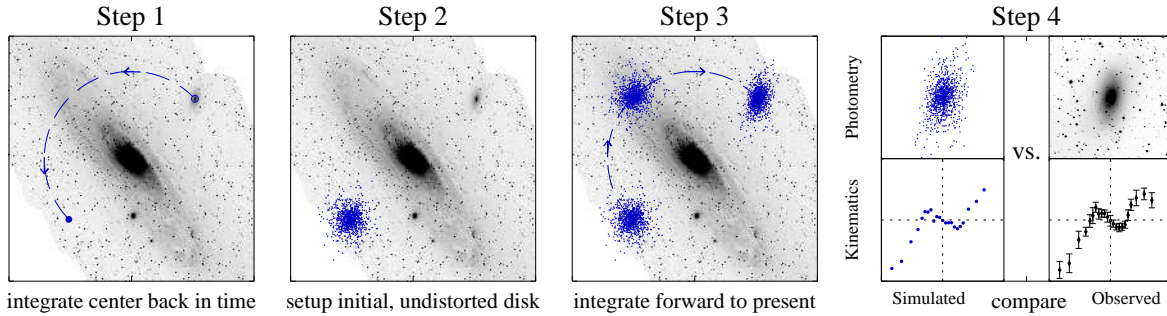 Step 1
Step 2
Step 3
Step 4
Photometry
vs.
Kinematics
integrate center back in time
setup initial, undistorted disk
integrate forward to present
Simulated
compare
Observed